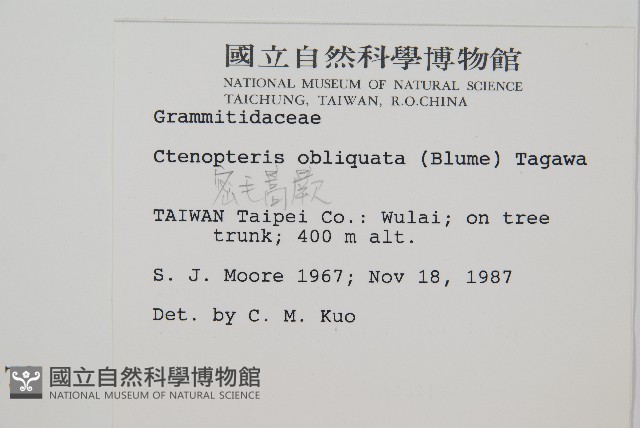 國立自然科學博物館
NATIONAL MUSEUM OF NATURAL SCIENCE
TAICHUNG, TAIWAN, R.O.CHINA
Grammitidaceae
Ctenopteris obliquata (Blume) Tagawa
密毛蒿蕨
TAIWAN Taipei Co.: Wulai; on tree
trunk; 400 m alt.
S. J. Moore 1967; Nov 18, 1987
Det. by C. M. Kuo
國立自然科學博物館
NATIONAL MUSEUM OF NATURAL SCIENCE